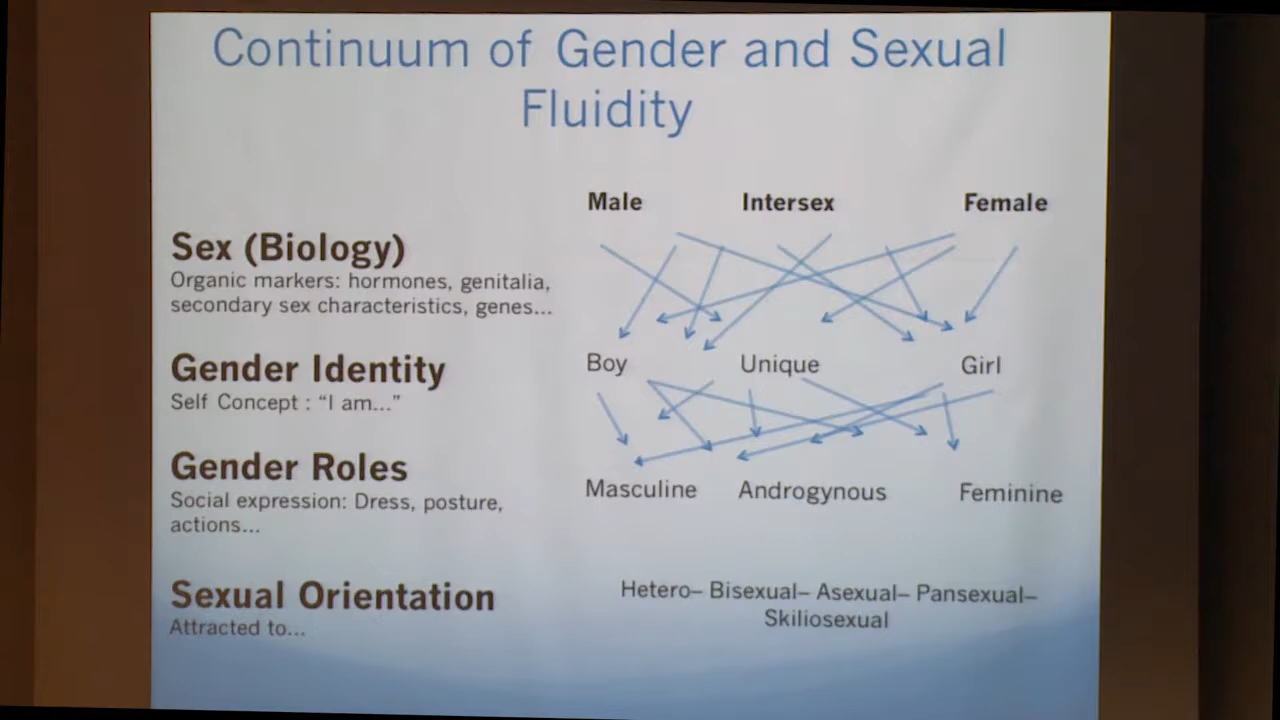 Continuum of Gender and Sexual
Fluidity
Male Intersex Female
Sex (Biology)
Organic markers: hormones, genitalia,
secondary sex characteristics, genes...
Boy Unique Girl
Gender Identity
Self Concept : “I am...”
Gender Roles
Social expression: Dress, posture,
actions...
Masculine Androgynous Feminine
Sexual Orientation
Attracted to...
Hetero– Bisexual– Asexual– Pansexual–
Skiliosexual